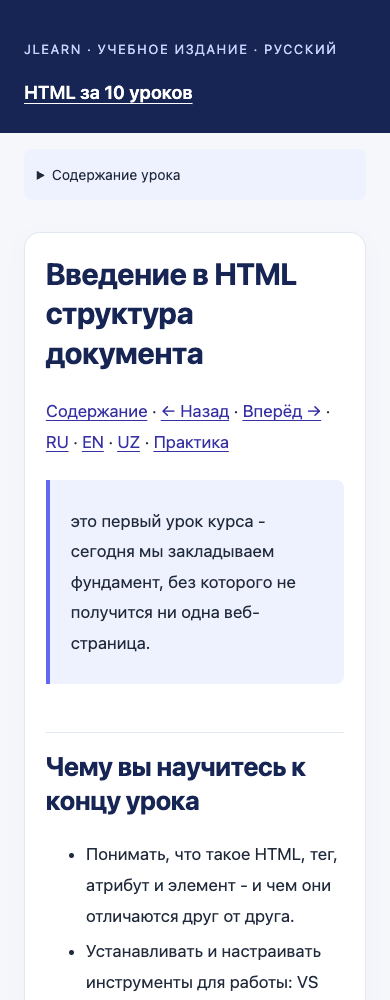 JLEARN · УЧЕБНОЕ ИЗДАНИЕ · РУССКИЙ
HTML за 10 уроков
▶ Содержание урока
Введение в HTML
структура
документа
Содержание · ← Назад · Вперёд → ·
RU · EN · UZ · Практика
это первый урок курса -
сегодня мы закладываем
фундамент, без которого не
получится ни одна веб-
страница.
Чему вы научитесь к
концу урока
• Понимать, что такое HTML, тег,
атрибут и элемент - и чем они
отличаются друг от друга.
• Устанавливать и настраивать
инструменты для работы: VS